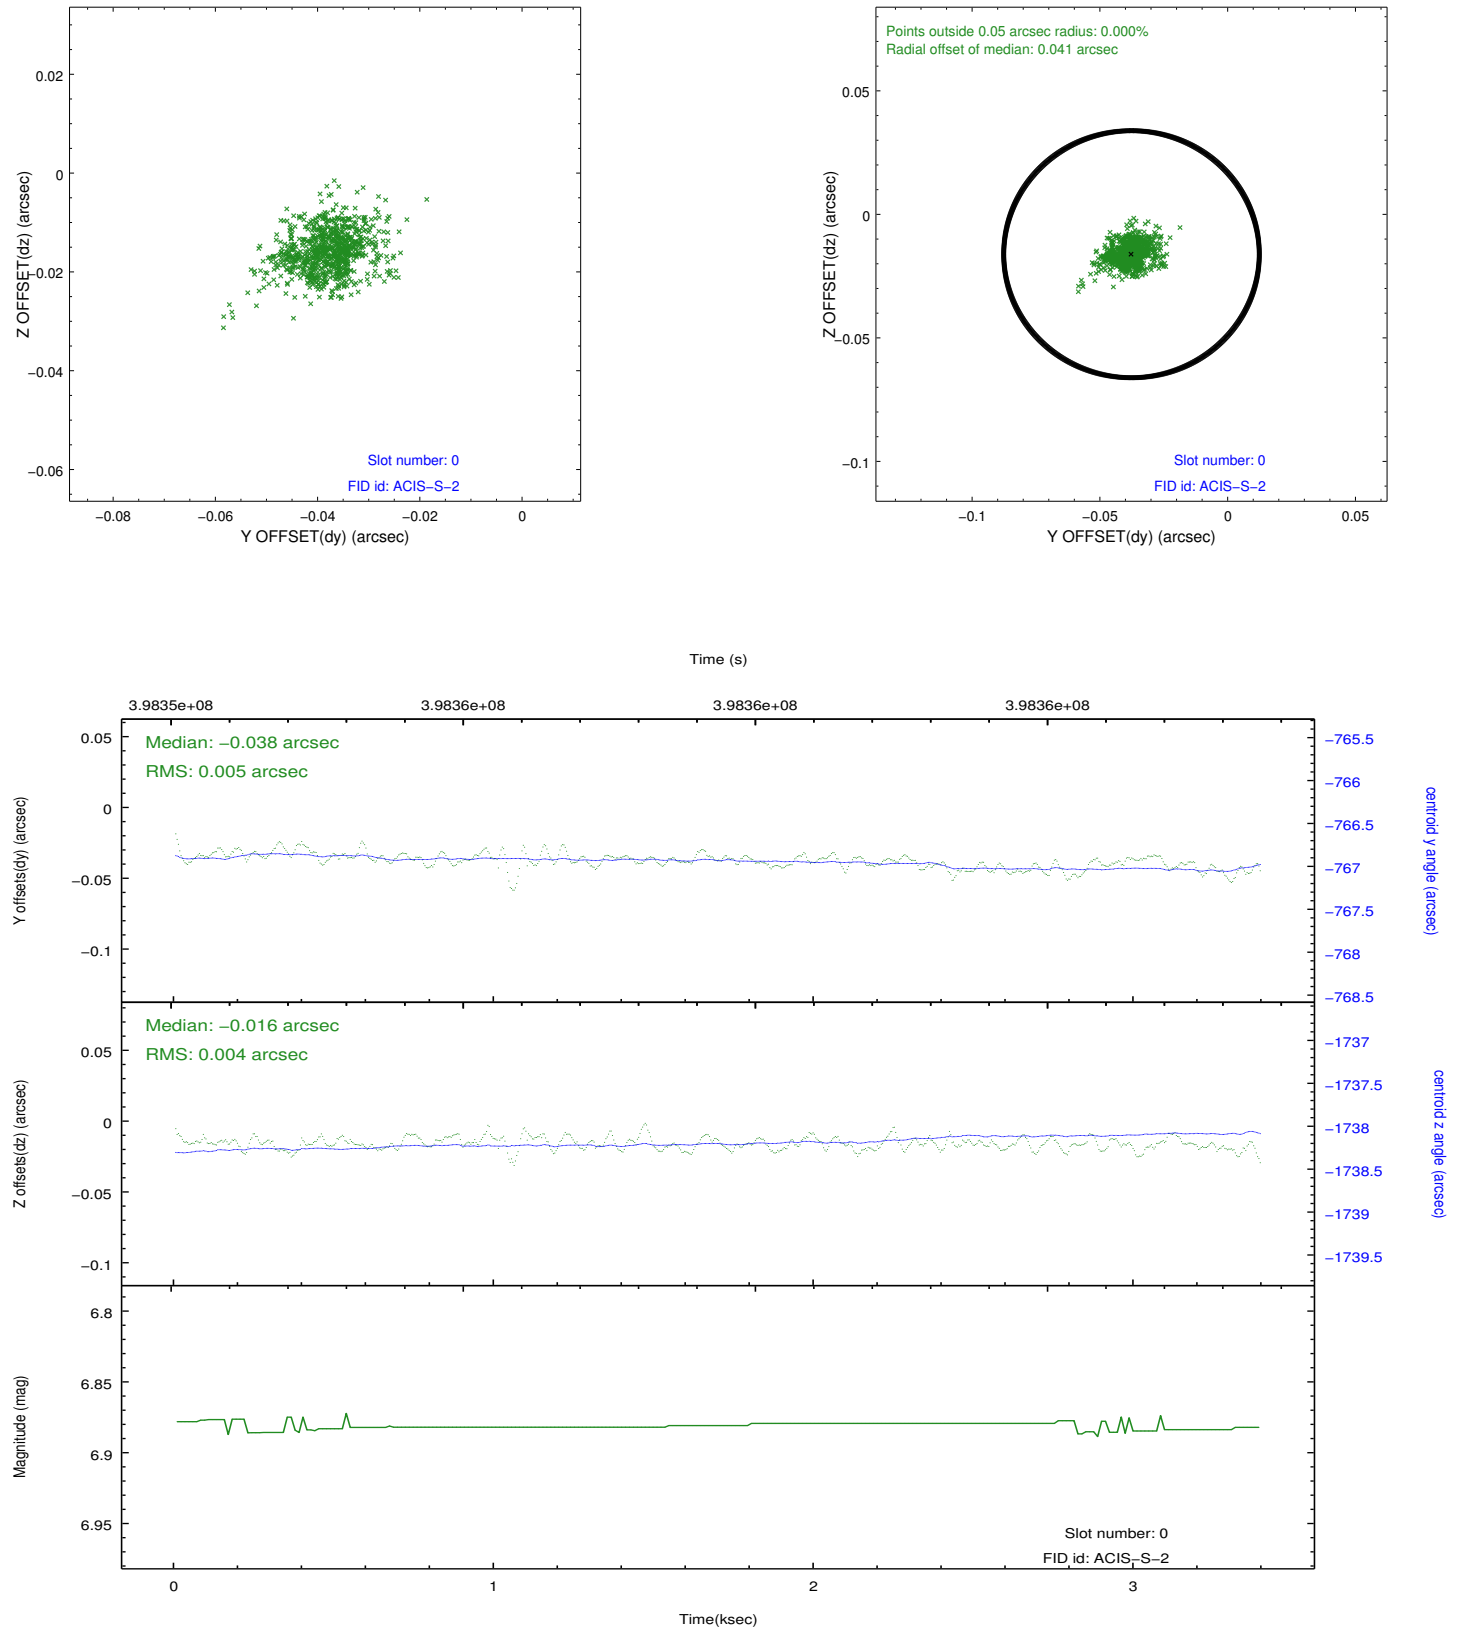 0.02
0
−0.02
−0.04
−0.06
Z OFFSET(dz) (arcsec)
Slot number: 0
FID id: ACIS−S−2
−0.08
−0.06
−0.04
−0.02
0
Y OFFSET(dy) (arcsec)
Points outside 0.05 arcsec radius: 0.000%
Radial offset of median: 0.041 arcsec
0.05
0
−0.05
−0.1
Z OFFSET(dz) (arcsec)
Slot number: 0
FID id: ACIS−S−2
−0.1
−0.05
0
0.05
Y OFFSET(dy) (arcsec)
Time (s)
3.9835e+08
3.9836e+08
3.9836e+08
3.9836e+08
Median: −0.038 arcsec
RMS: 0.005 arcsec
0.05
0
−0.05
−0.1
Y offsets(dy) (arcsec)
−765.5
−766
−766.5
−767
−767.5
−768
−768.5
centroid y angle (arcsec)
Median: −0.016 arcsec
RMS: 0.004 arcsec
0.05
0
−0.05
−0.1
Z offsets(dz) (arcsec)
−1737
−1737.5
−1738
−1738.5
−1739
−1739.5
centroid z angle (arcsec)
6.8
6.85
6.9
6.95
Magnitude (mag)
Slot number: 0
FID id: ACIS−S−2
0
1
2
3
Time(ksec)